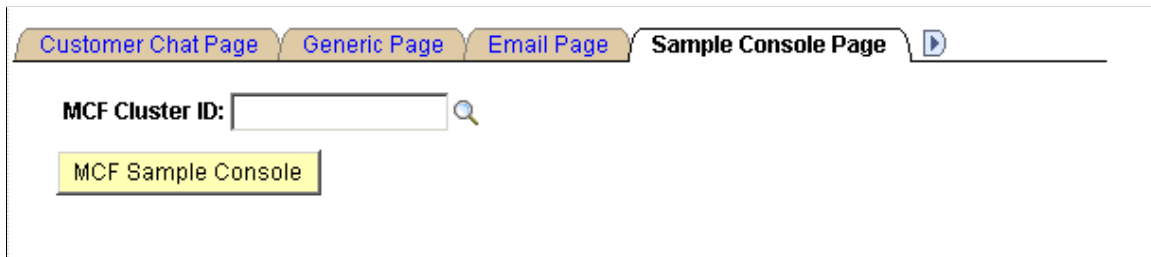 Customer Chat Page Generic Page Email Page Sample Console Page
MCF Cluster ID:
MCF Sample Console